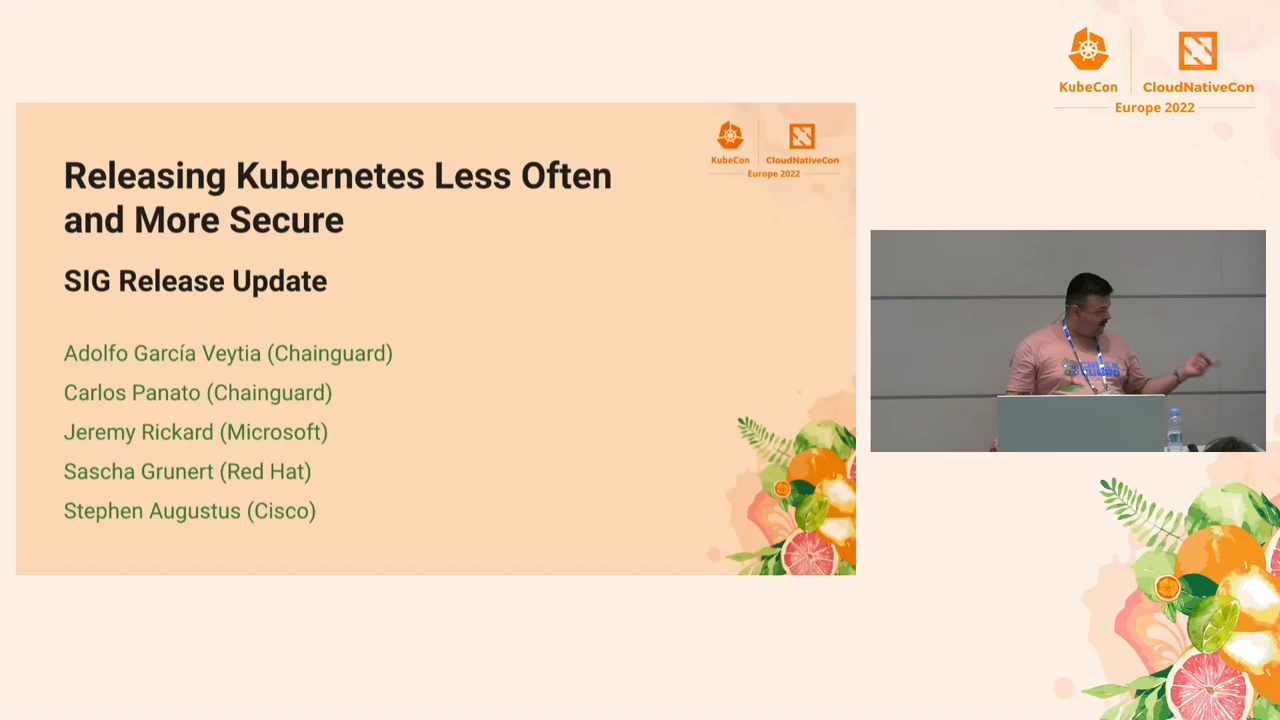 KubeCon
CloudNativeCon
Europe 2022
KubeCon
CloudNativeCon
Europe 2022
Releasing Kubernetes Less Often
and More Secure
SIG Release Update
Adolfo García Veytia (Chainguard)
Carlos Panato (Chainguard)
Jeremy Rickard (Microsoft)
Sascha Grunert (Red Hat)
Stephen Augustus (Cisco)